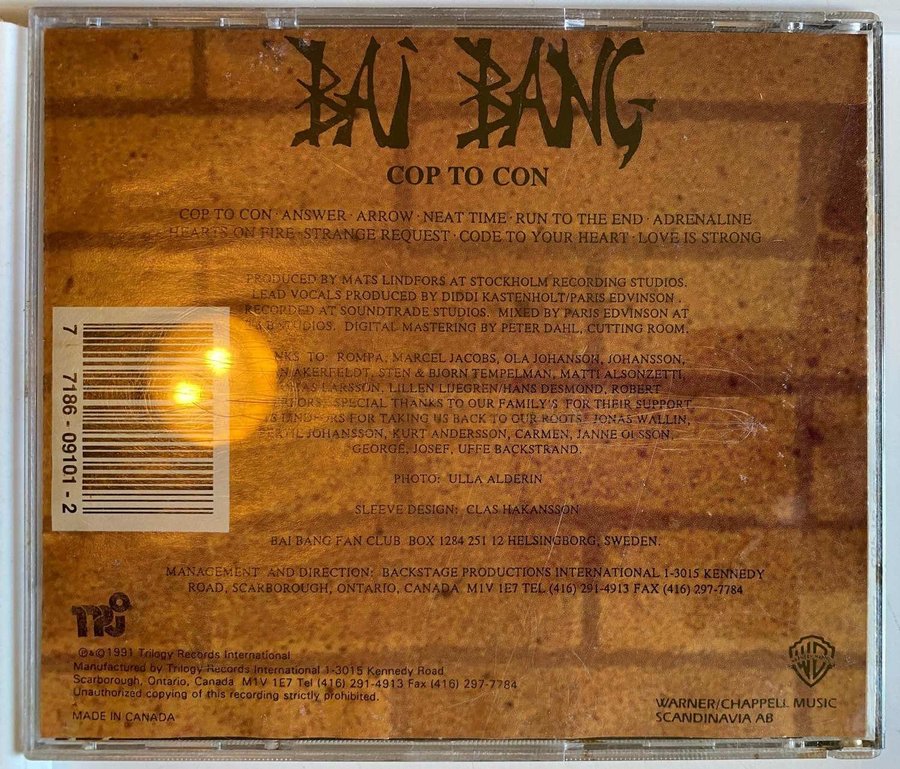 BAI BANG
COP TO CON
COP TO CON · ANSWER · ARROW · NEAT TIME · RUN TO THE END · ADRENALINE
HEARTS ON FIRE · STRANGE REQUEST · CODE TO YOUR HEART · LOVE IS STRONG
PRODUCED BY MATS LINDFORS AT STOCKHOLM RECORDING STUDIOS.
LEAD VOCALS PRODUCED BY DIDDI KASTENHOLT/PARIS EDVINSON .
RECORDED AT SOUNDTRADE STUDIOS. MIXED BY PARIS EDVINSON AT
STUDIOS. DIGITAL MASTERING BY PETER DAHL, CUTTING ROOM.
TO: ROMPA, MARCEL JACOBS, OLA JOHANSON, JOHANSSON,
AKERFELDT, STEN & BJORN TEMPELMAN, MATTI ALSONZETTI,
LARSSON, LILLEN LIJEGREN/HANS DESMOND, ROBERT
SPECIAL THANKS TO OUR FAMILY'S FOR THEIR SUPPORT
FOR TAKING US BACK TO OUR ROOTS! JONAS WALLIN,
JOHANSSON, KURT ANDERSSON, CARMEN, JANNE OLSSON,
GEORGE, JOSEF, UFFE BACKSTRAND.
PHOTO: ULLA ALDERIN
SLEEVE DESIGN: CLAS HAKANSSON
BAI BANG FAN CLUB BOX 1284 251 12 HELSINGBORG, SWEDEN.
MANAGEMENT AND DIRECTION: BACKSTAGE PRODUCTIONS INTERNATIONAL 1-3015 KENNEDY
ROAD, SCARBOROUGH, ONTARIO, CANADA M1V 1E7 TEL (416) 291-4913 FAX (416) 297-7784
7 7186-09101-2
℗&©1991 Trilogy Records International
Manufactured by Trilogy Records International 1-3015 Kennedy Road
Scarborough, Ontario, Canada M1V 1E7 Tel (416) 291-4913 Fax (416) 297-7784
Unauthorized copying of this recording strictly prohibited.
MADE IN CANADA
WARNER/CHAPPELL MUSIC
SCANDINAVIA AB